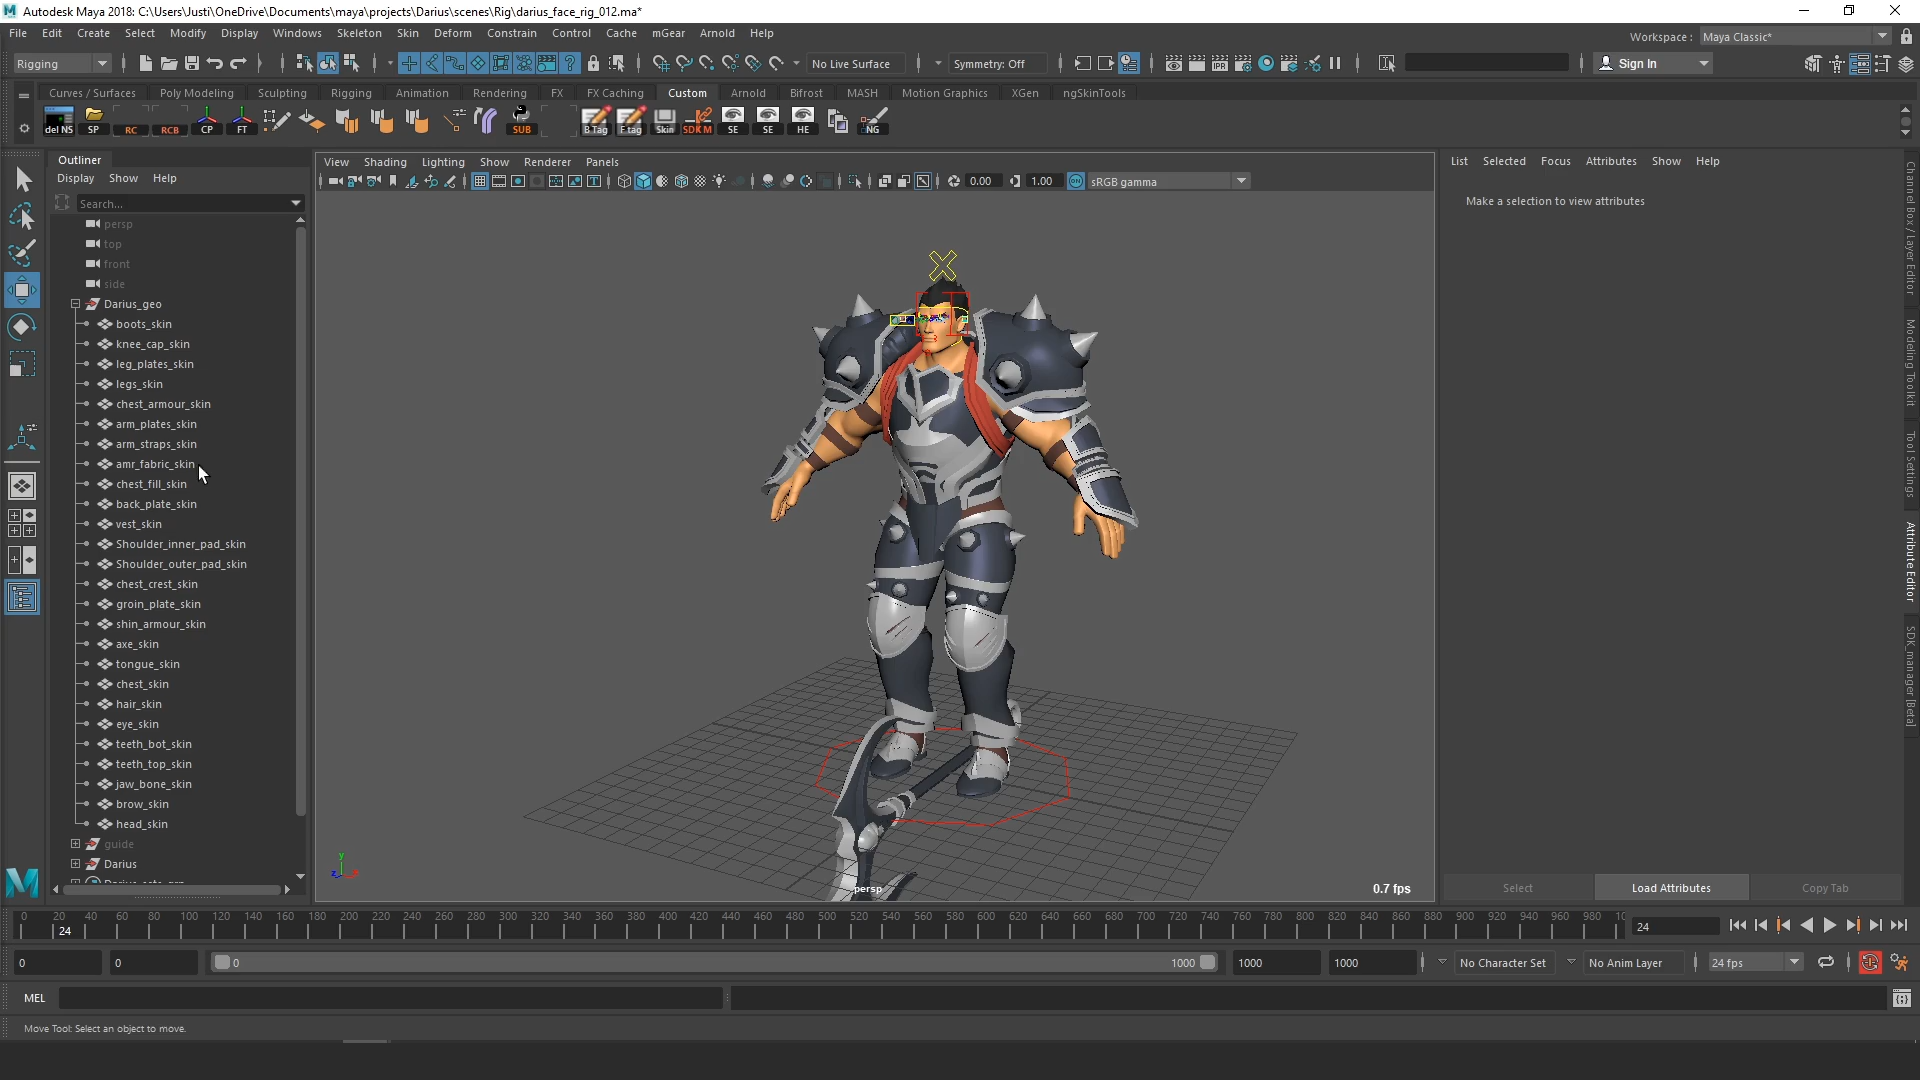 Autodesk Maya 2018: C:\Users\Justi\OneDrive\Documents\maya\projects\Darius\scenes\Rig\darius_face_rig_012.ma*
File Edit Create Select Modify Display Windows Skeleton Skin Deform Constrain Control Cache mGear Arnold Help
Workspace : Maya Classic*
Rigging
No Live Surface
Symmetry: Off
Sign In
Curves / Surfaces Poly Modeling Sculpting Rigging Animation Rendering FX FX Caching Custom Arnold Bifrost MASH Motion Graphics XGen ngSkinTools
del NS SP RC RCB CP FT SUB B Tag F tag Skin SDK M SE SE HE NG
Outliner
Display Show Help
Search...
persp
top
front
side
Darius_geo
boots_skin
knee_cap_skin
leg_plates_skin
legs_skin
chest_armour_skin
arm_plates_skin
arm_straps_skin
amr_fabric_skin
chest_fill_skin
back_plate_skin
vest_skin
Shoulder_inner_pad_skin
Shoulder_outer_pad_skin
chest_crest_skin
groin_plate_skin
shin_armour_skin
axe_skin
tongue_skin
chest_skin
hair_skin
eye_skin
teeth_bot_skin
teeth_top_skin
jaw_bone_skin
brow_skin
head_skin
guide
Darius
View Shading Lighting Show Renderer Panels
0.00 1.00 ON sRGB gamma
y
z
persp
0.7 fps
List Selected Focus Attributes Show Help
Make a selection to view attributes
Select Load Attributes Copy Tab
Channel Box / Layer Editor
Modeling Toolkit
Tool Settings
Attribute Editor
SDK_manager [Beta]
0 20 40 60 80 100 120 140 160 180 200 220 240 260 280 300 320 340 360 380 400 420 440 460 480 500 520 540 560 580 600 620 640 660 680 700 720 740 760 780 800 820 840 860 880 900 920 940 960 980
24
24
0 0 0 1000 1000 1000
No Character Set
No Anim Layer
24 fps
MEL
Move Tool: Select an object to move.